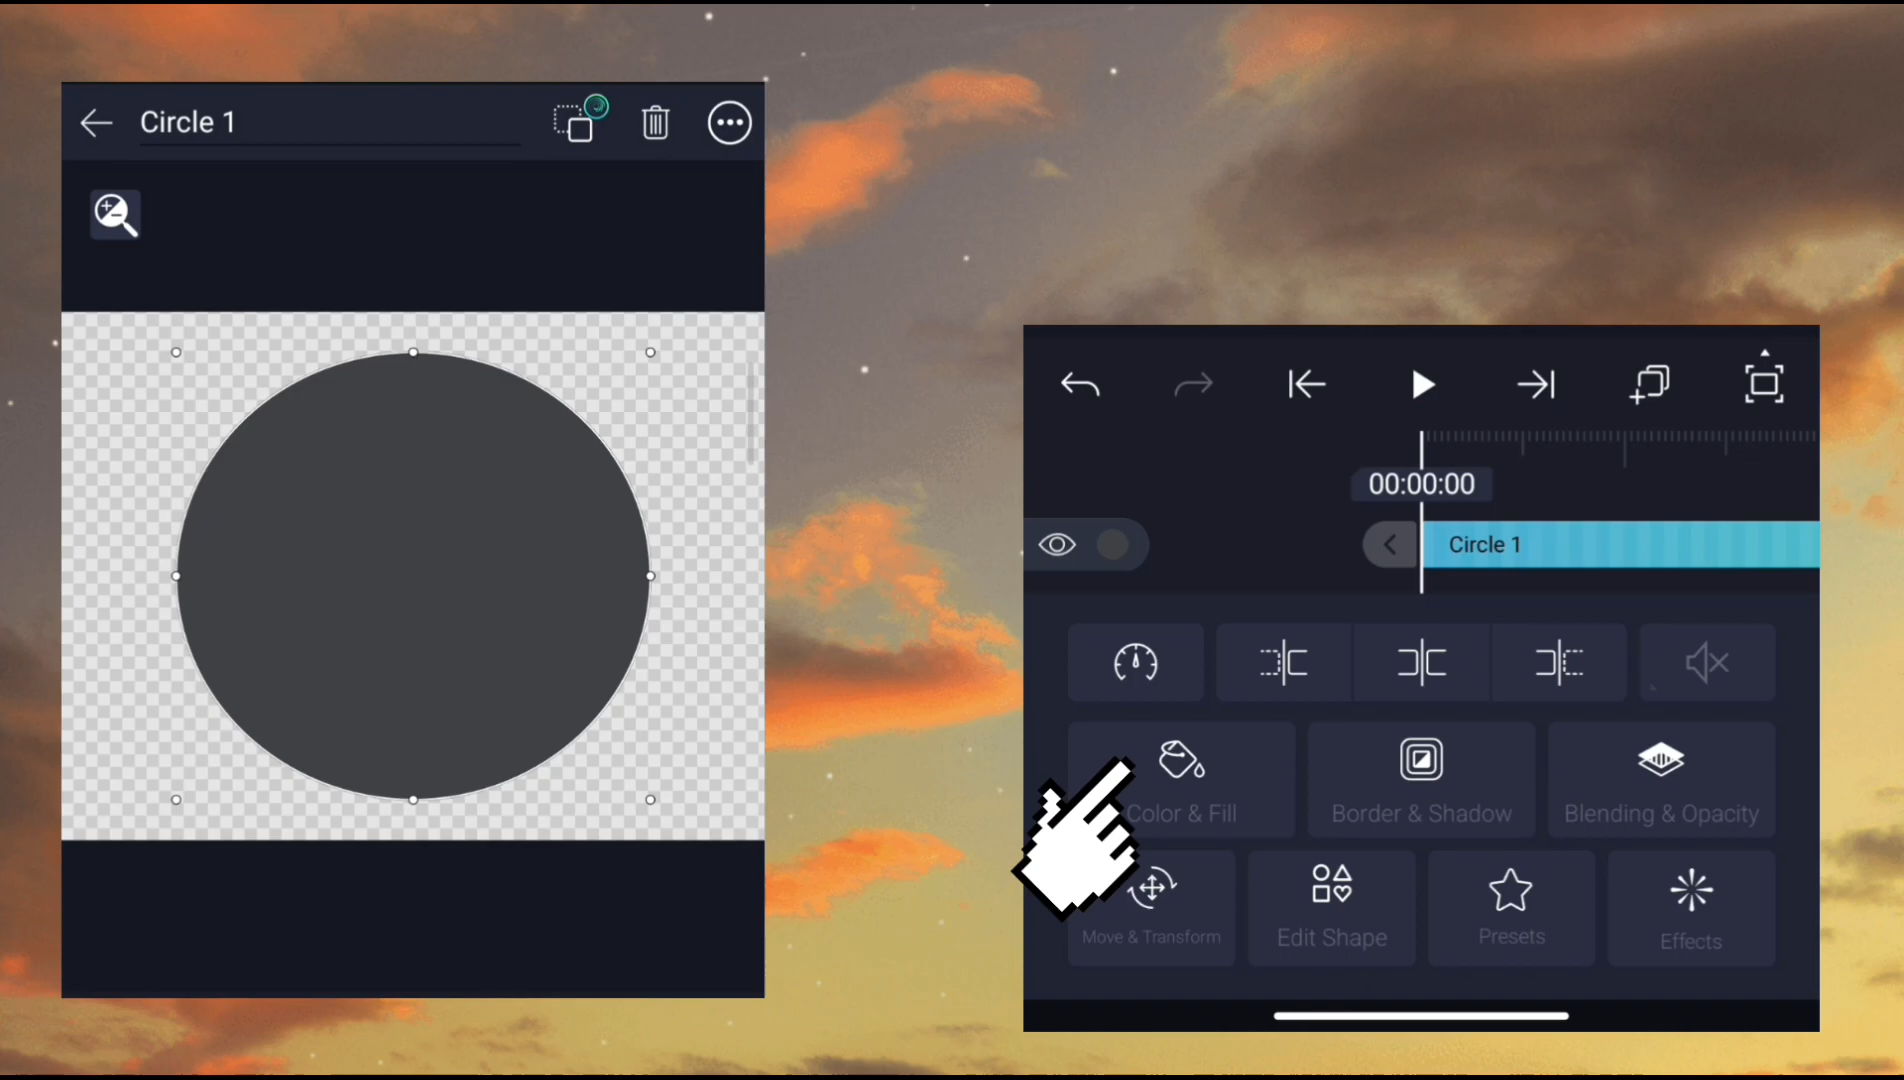 Circle 1
00:00:00
Circle 1
Color & Fill
Border & Shadow
Blending & Opacity
Move & Transform
Edit Shape
Presets
Effects